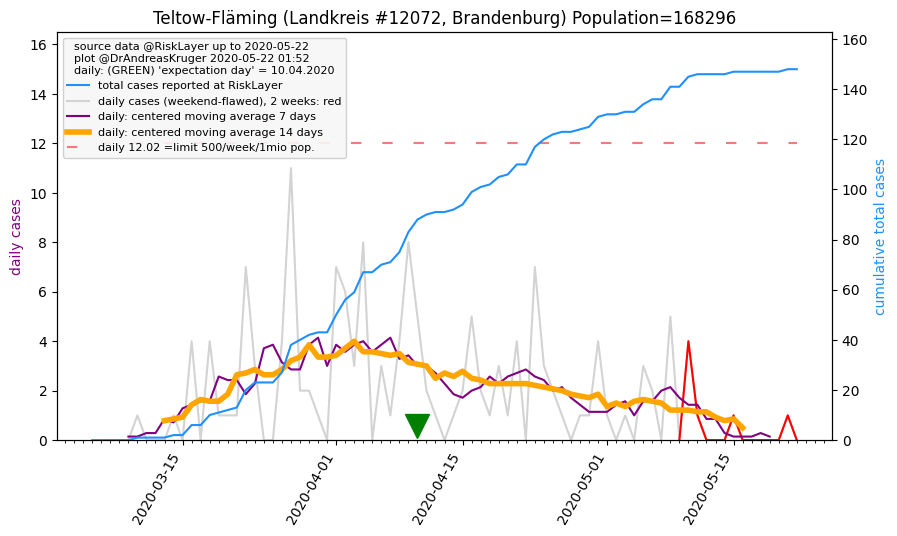 Teltow-Fläming (Landkreis #12072, Brandenburg) Population=168296
source data @RiskLayer up to 2020-05-22
plot @DrAndreasKruger 2020-05-22 01:52
daily: (GREEN) 'expectation day' = 10.04.2020
total cases reported at RiskLayer
daily cases (weekend-flawed), 2 weeks: red
daily: centered moving average 7 days
daily: centered moving average 14 days
daily 12.02 =limit 500/week/1mio pop.
daily cases
16
14
12
10
8
6
4
2
0
cumulative total cases
160
140
120
100
80
60
40
20
0
2020-03-15
2020-04-01
2020-04-15
2020-05-01
2020-05-15